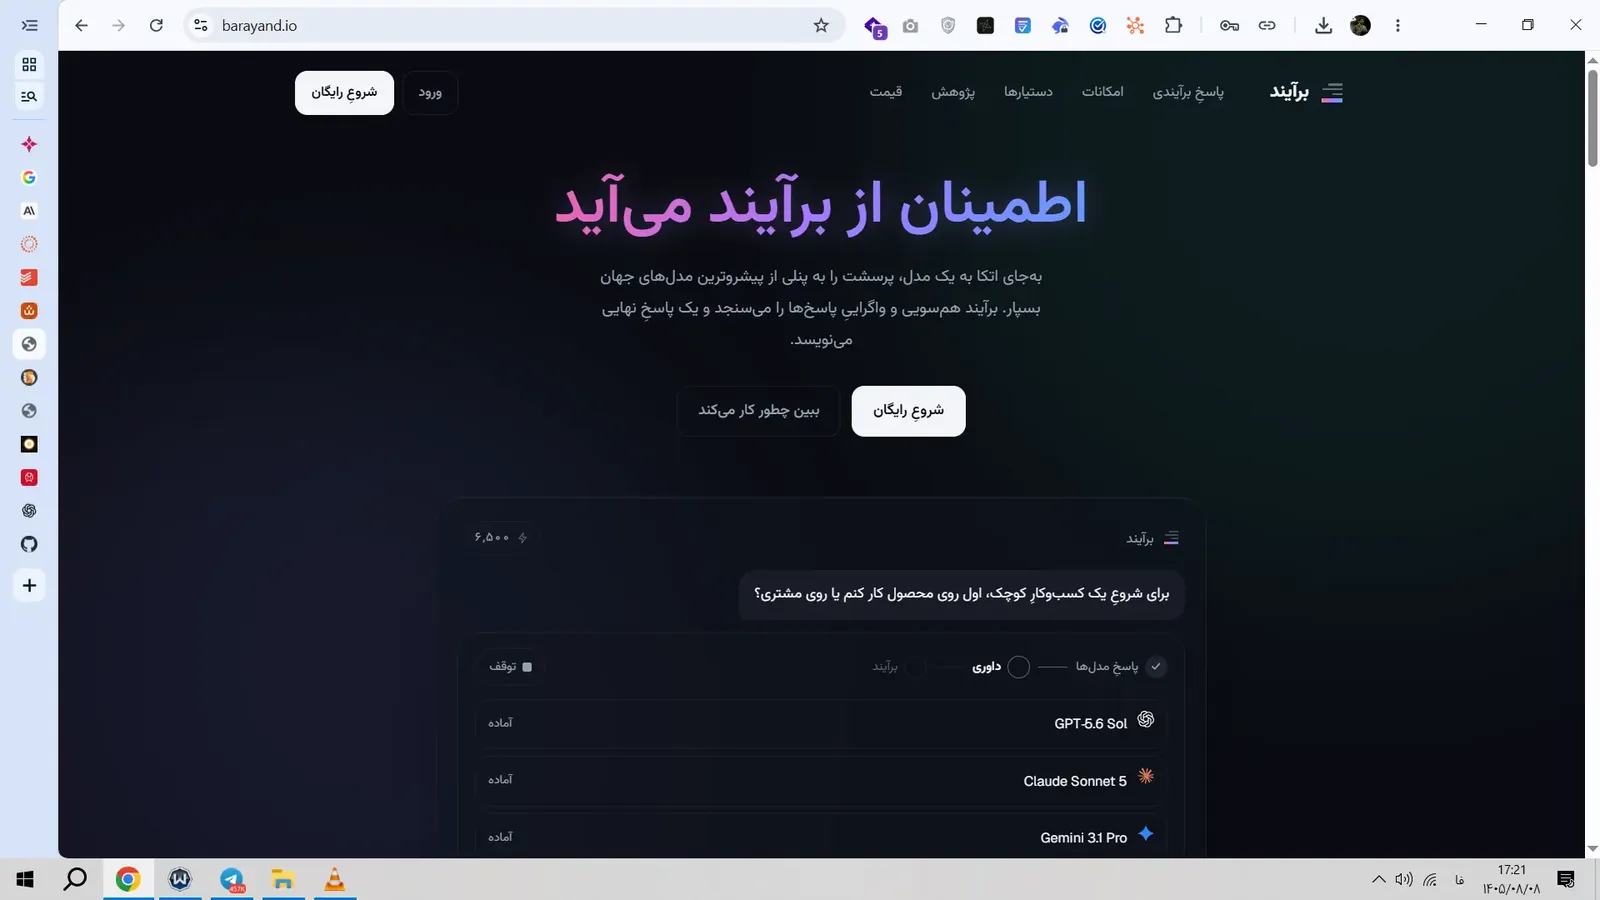 barayand.io
5
برآیند
پاسخِ برآیندی
امکانات
دستیارها
پژوهش
قیمت
ورود
شروعِ رایگان
اطمینان از برآیند می‌آید
به‌جای اتکا به یک مدل، پرسشت را به پنلی از پیشروترین مدل‌های جهان
بسپار. برآیند هم‌سویی و واگراییِ پاسخ‌ها را می‌سنجد و یک پاسخِ نهایی
می‌نویسد.
شروعِ رایگان
ببین چطور کار می‌کند
برآیند
۶,۵۰۰
برای شروعِ یک کسب‌وکارِ کوچک، اول روی محصول کار کنم یا روی مشتری؟
پاسخ مدل‌ها
داوری
برآیند
توقف
GPT-5.6 Sol
آماده
Claude Sonnet 5
آماده
Gemini 3.1 Pro
آماده
457K
فا
17:21
۱۴۰۵/۰۸/۰۸